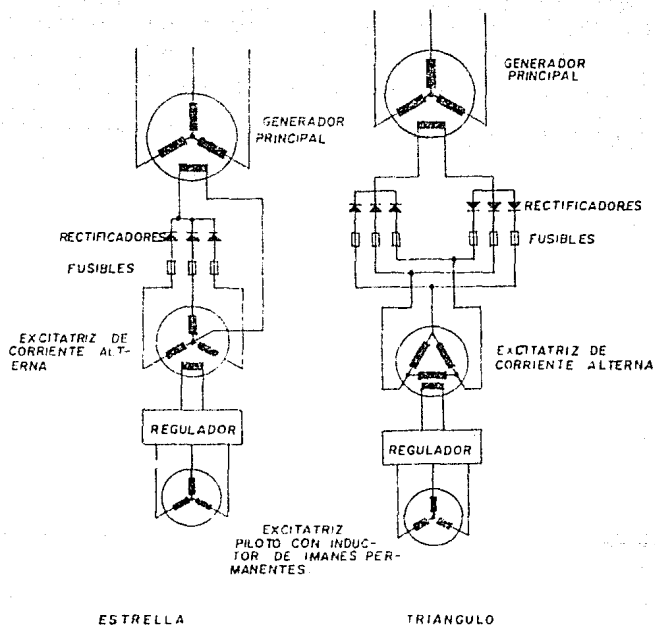 GENERADOR
PRINCIPAL
RECTIFICADORES
FUSIBLES
EXCITATRIZ DE
CORRIENTE ALT-
ERNA
REGULADOR
GENERADOR
PRINCIPAL
RECTIFICADORES
FUSIBLES
EXCITATRIZ DE
CORRIENTE ALTERNA
REGULADOR
EXCITATRIZ
PILOTO CON INDUC-
TOR DE IMANES PER-
MANENTES
ESTRELLA
TRIANGULO